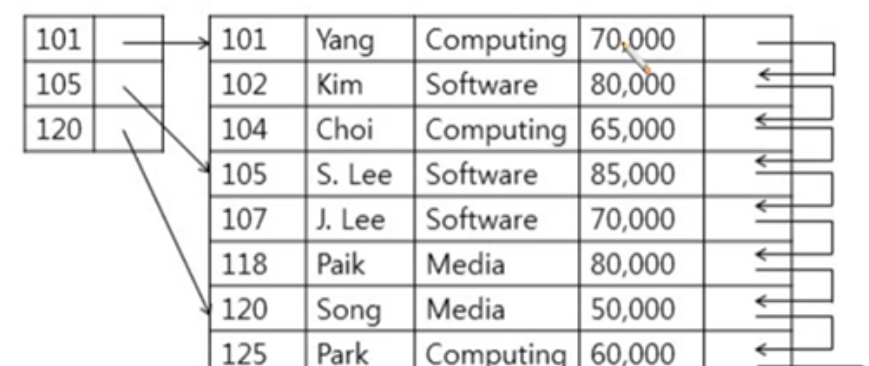 101
105
120
101 Yang Computing 70,000
102 Kim Software 80,000
104 Choi Computing 65,000
105 S. Lee Software 85,000
107 J. Lee Software 70,000
118 Paik Media 80,000
120 Song Media 50,000
125 Park Computing 60,000